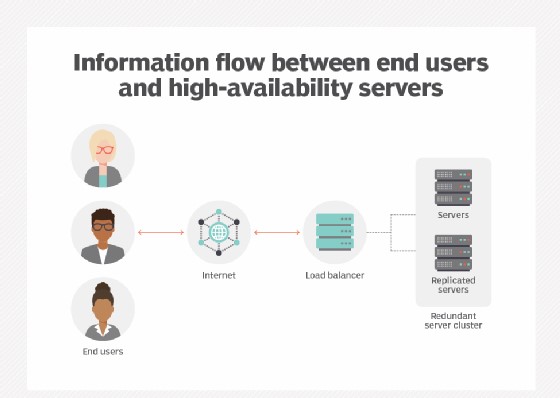 Information flow between end users
and high-availability servers
Servers
Internet
Load balancer
Replicated
servers
Redundant
server cluster
End users